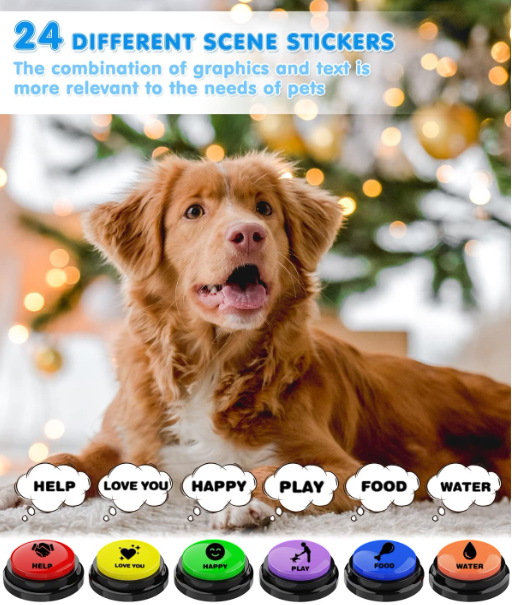 24 DIFFERENT SCENE STICKERS
The combination of graphics and text is
more relevant to the needs of pets
HELP
LOVE YOU
HAPPY
PLAY
FOOD
WATER
HELP
LOVE YOU
HAPPY
PLAY
FOOD
WATER